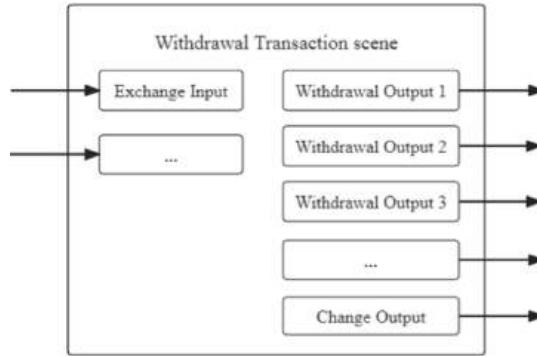 Withdrawal Transaction scene
Exchange Input
...
Withdrawal Output 1
Withdrawal Output 2
Withdrawal Output 3
...
Change Output